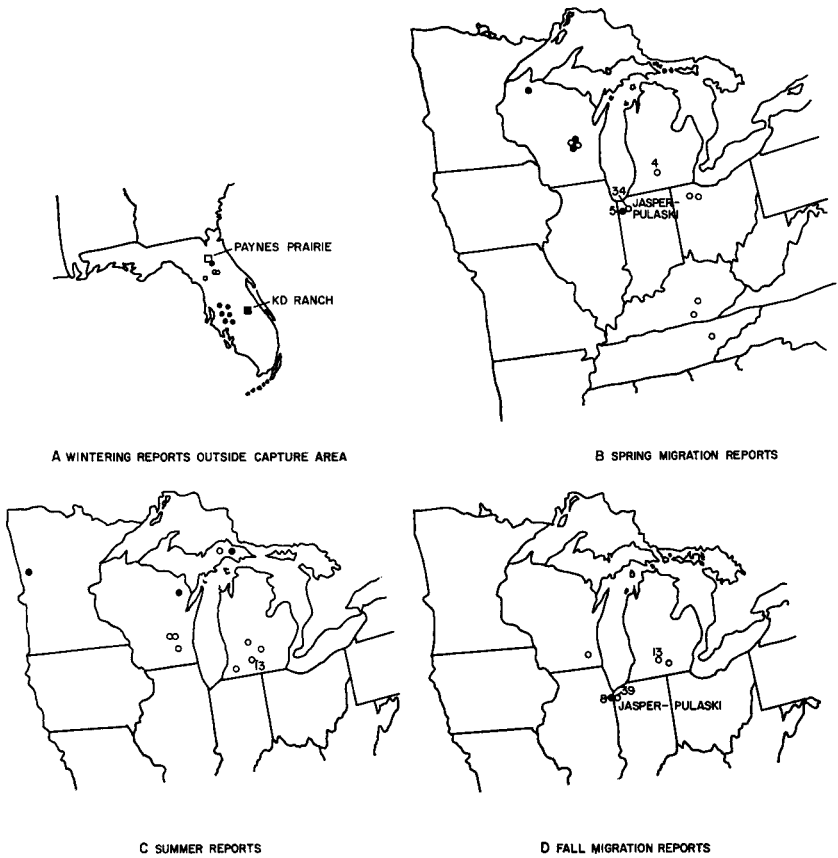 PAYNES PRAIRIE
KD RANCH
A WINTERING REPORTS OUTSIDE CAPTURE AREA
4
34
JASPER-
5 PULASKI
B SPRING MIGRATION REPORTS
13
C SUMMER REPORTS
13
39
8
JASPER-PULASKI
D FALL MIGRATION REPORTS